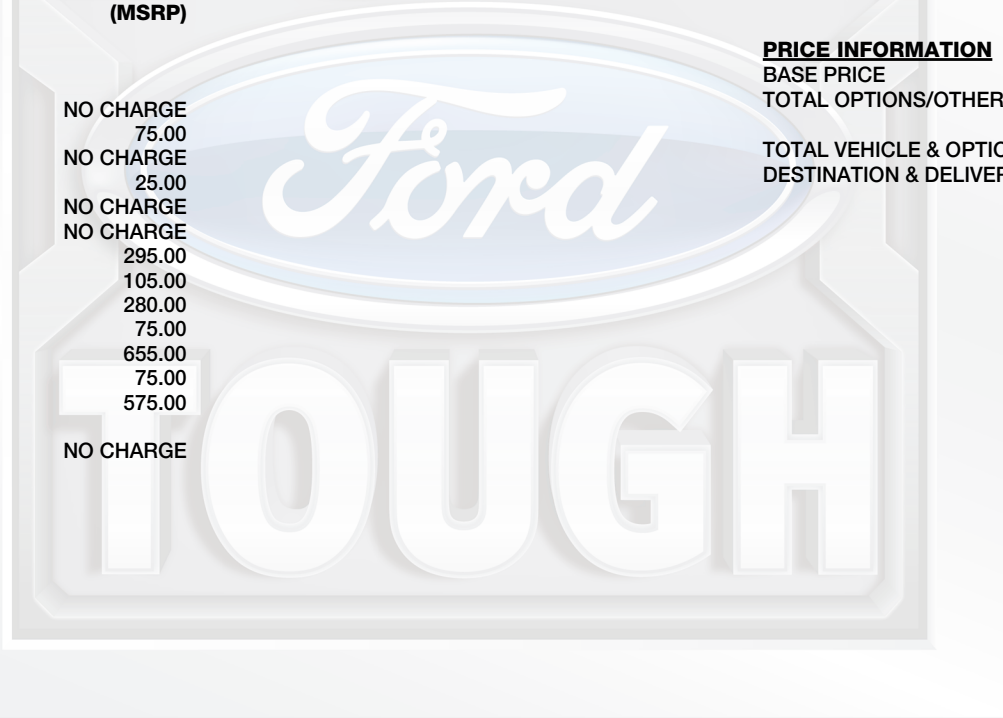 (MSRP)
NO CHARGE
75.00
NO CHARGE
25.00
NO CHARGE
NO CHARGE
295.00
105.00
280.00
75.00
655.00
75.00
575.00
NO CHARGE
PRICE INFORMATION
BASE PRICE
TOTAL OPTIONS/OTHER
TOTAL VEHICLE & OPTIO
DESTINATION & DELIVER
Ford
TOUGH